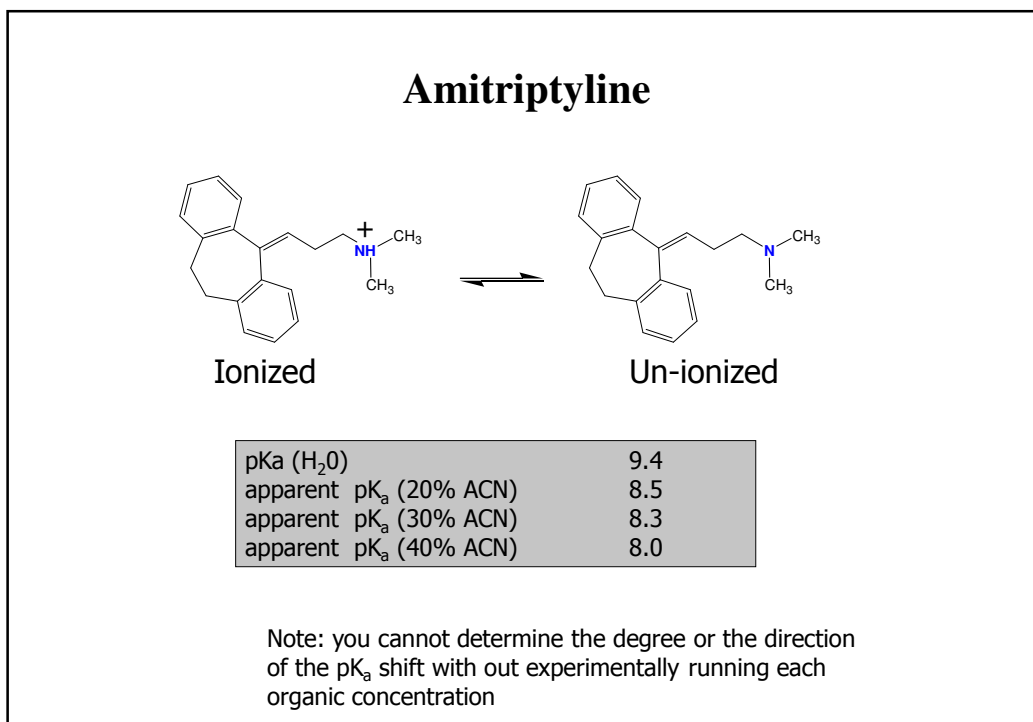 Amitriptyline
+
NH
CH3
CH3
N
CH3
CH3
Ionized
Un-ionized
pKa (H20) 9.4
apparent pKa (20% ACN) 8.5
apparent pKa (30% ACN) 8.3
apparent pKa (40% ACN) 8.0
Note: you cannot determine the degree or the direction
of the pKa shift with out experimentally running each
organic concentration